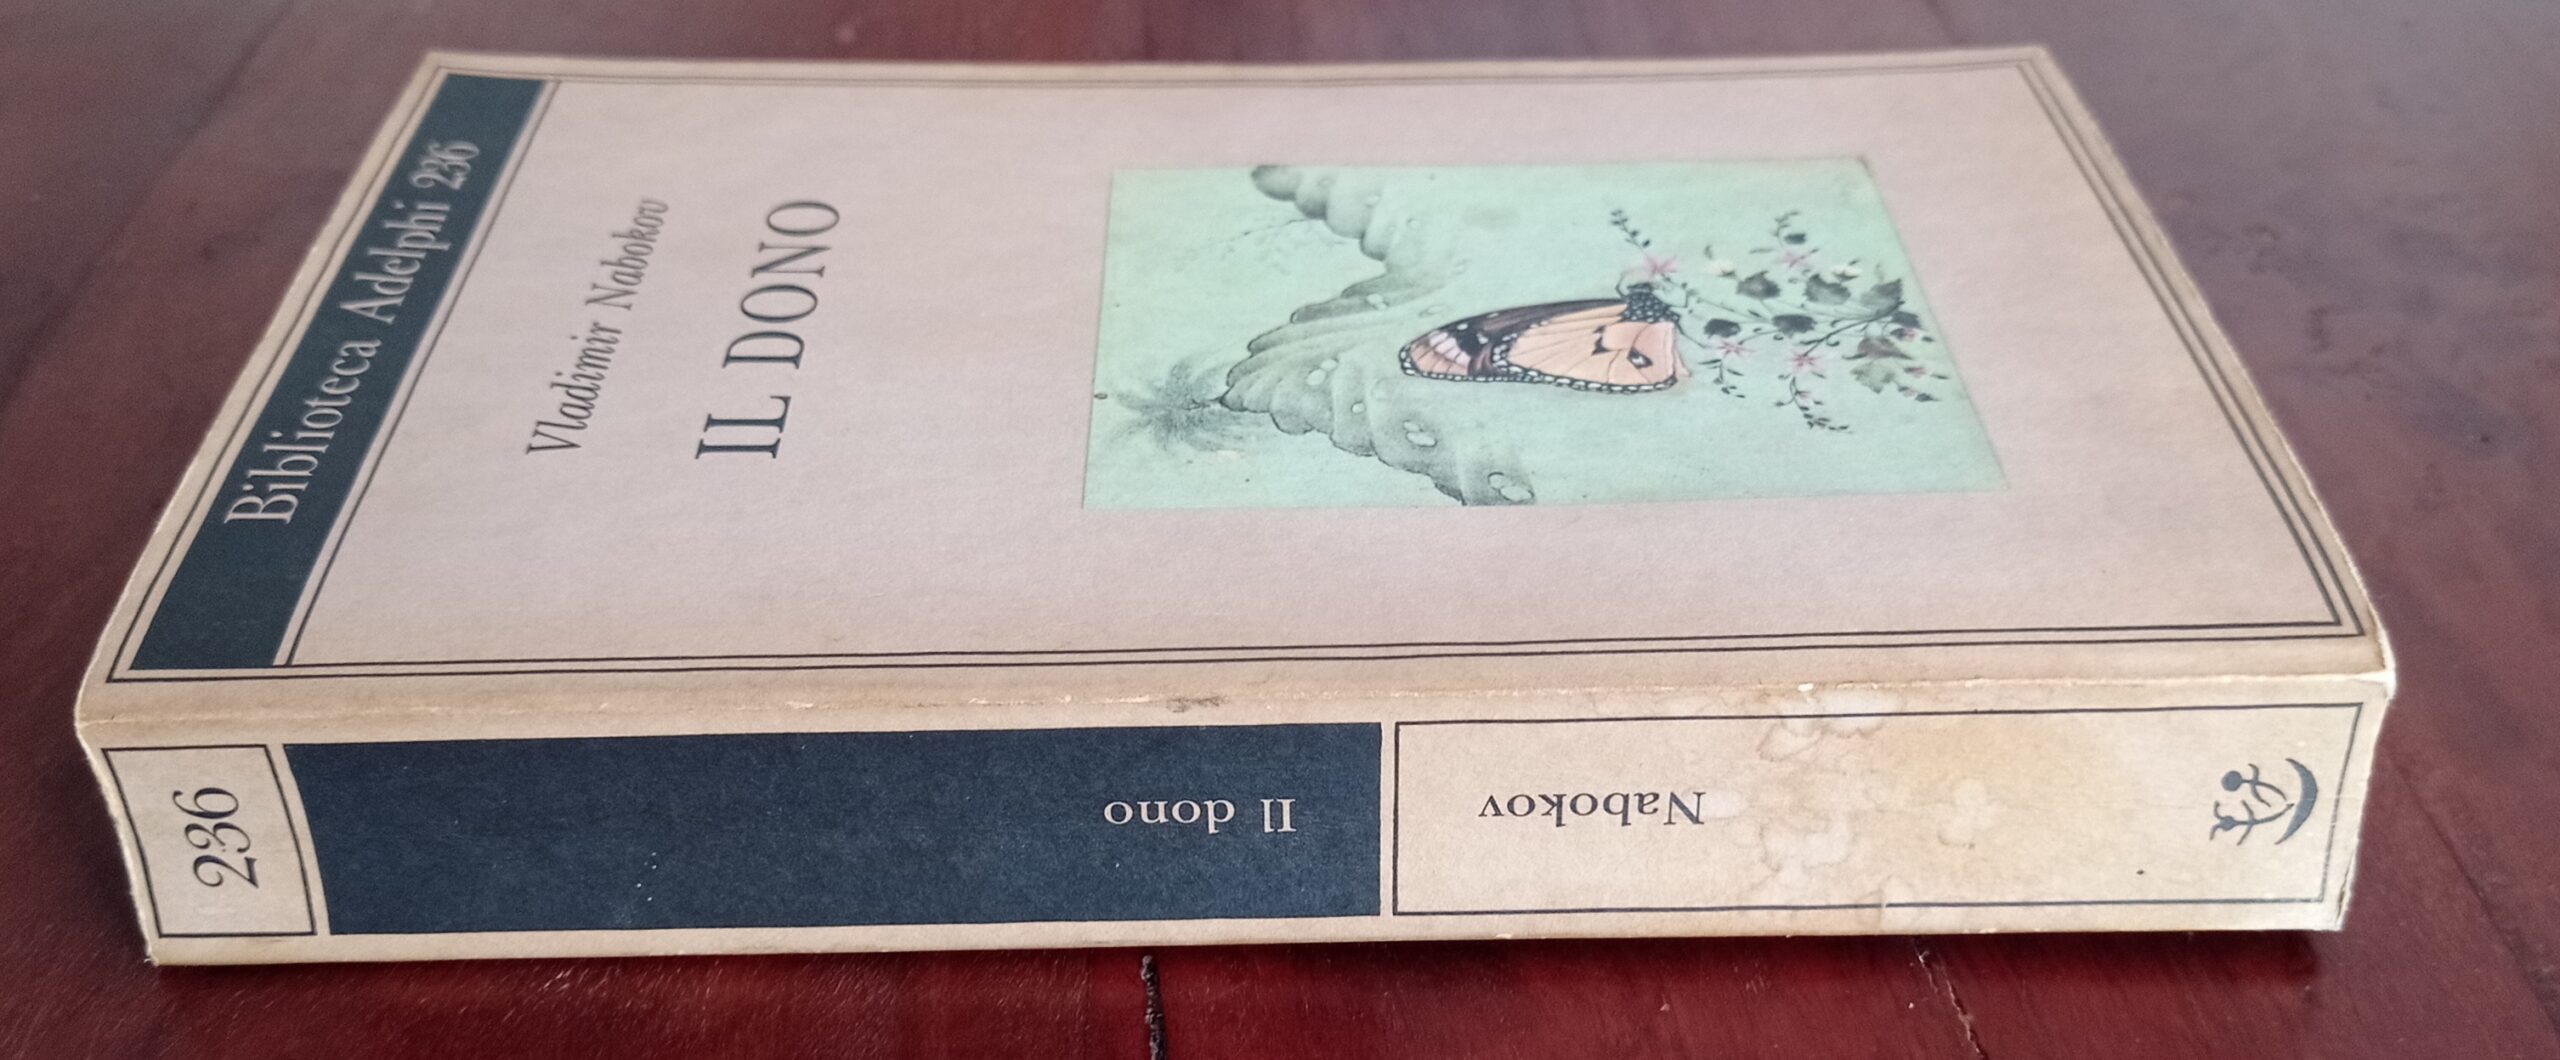 Biblioteca Adelphi 236
Vladimir Nabokov
IL DONO
Nabokov
Il dono
236